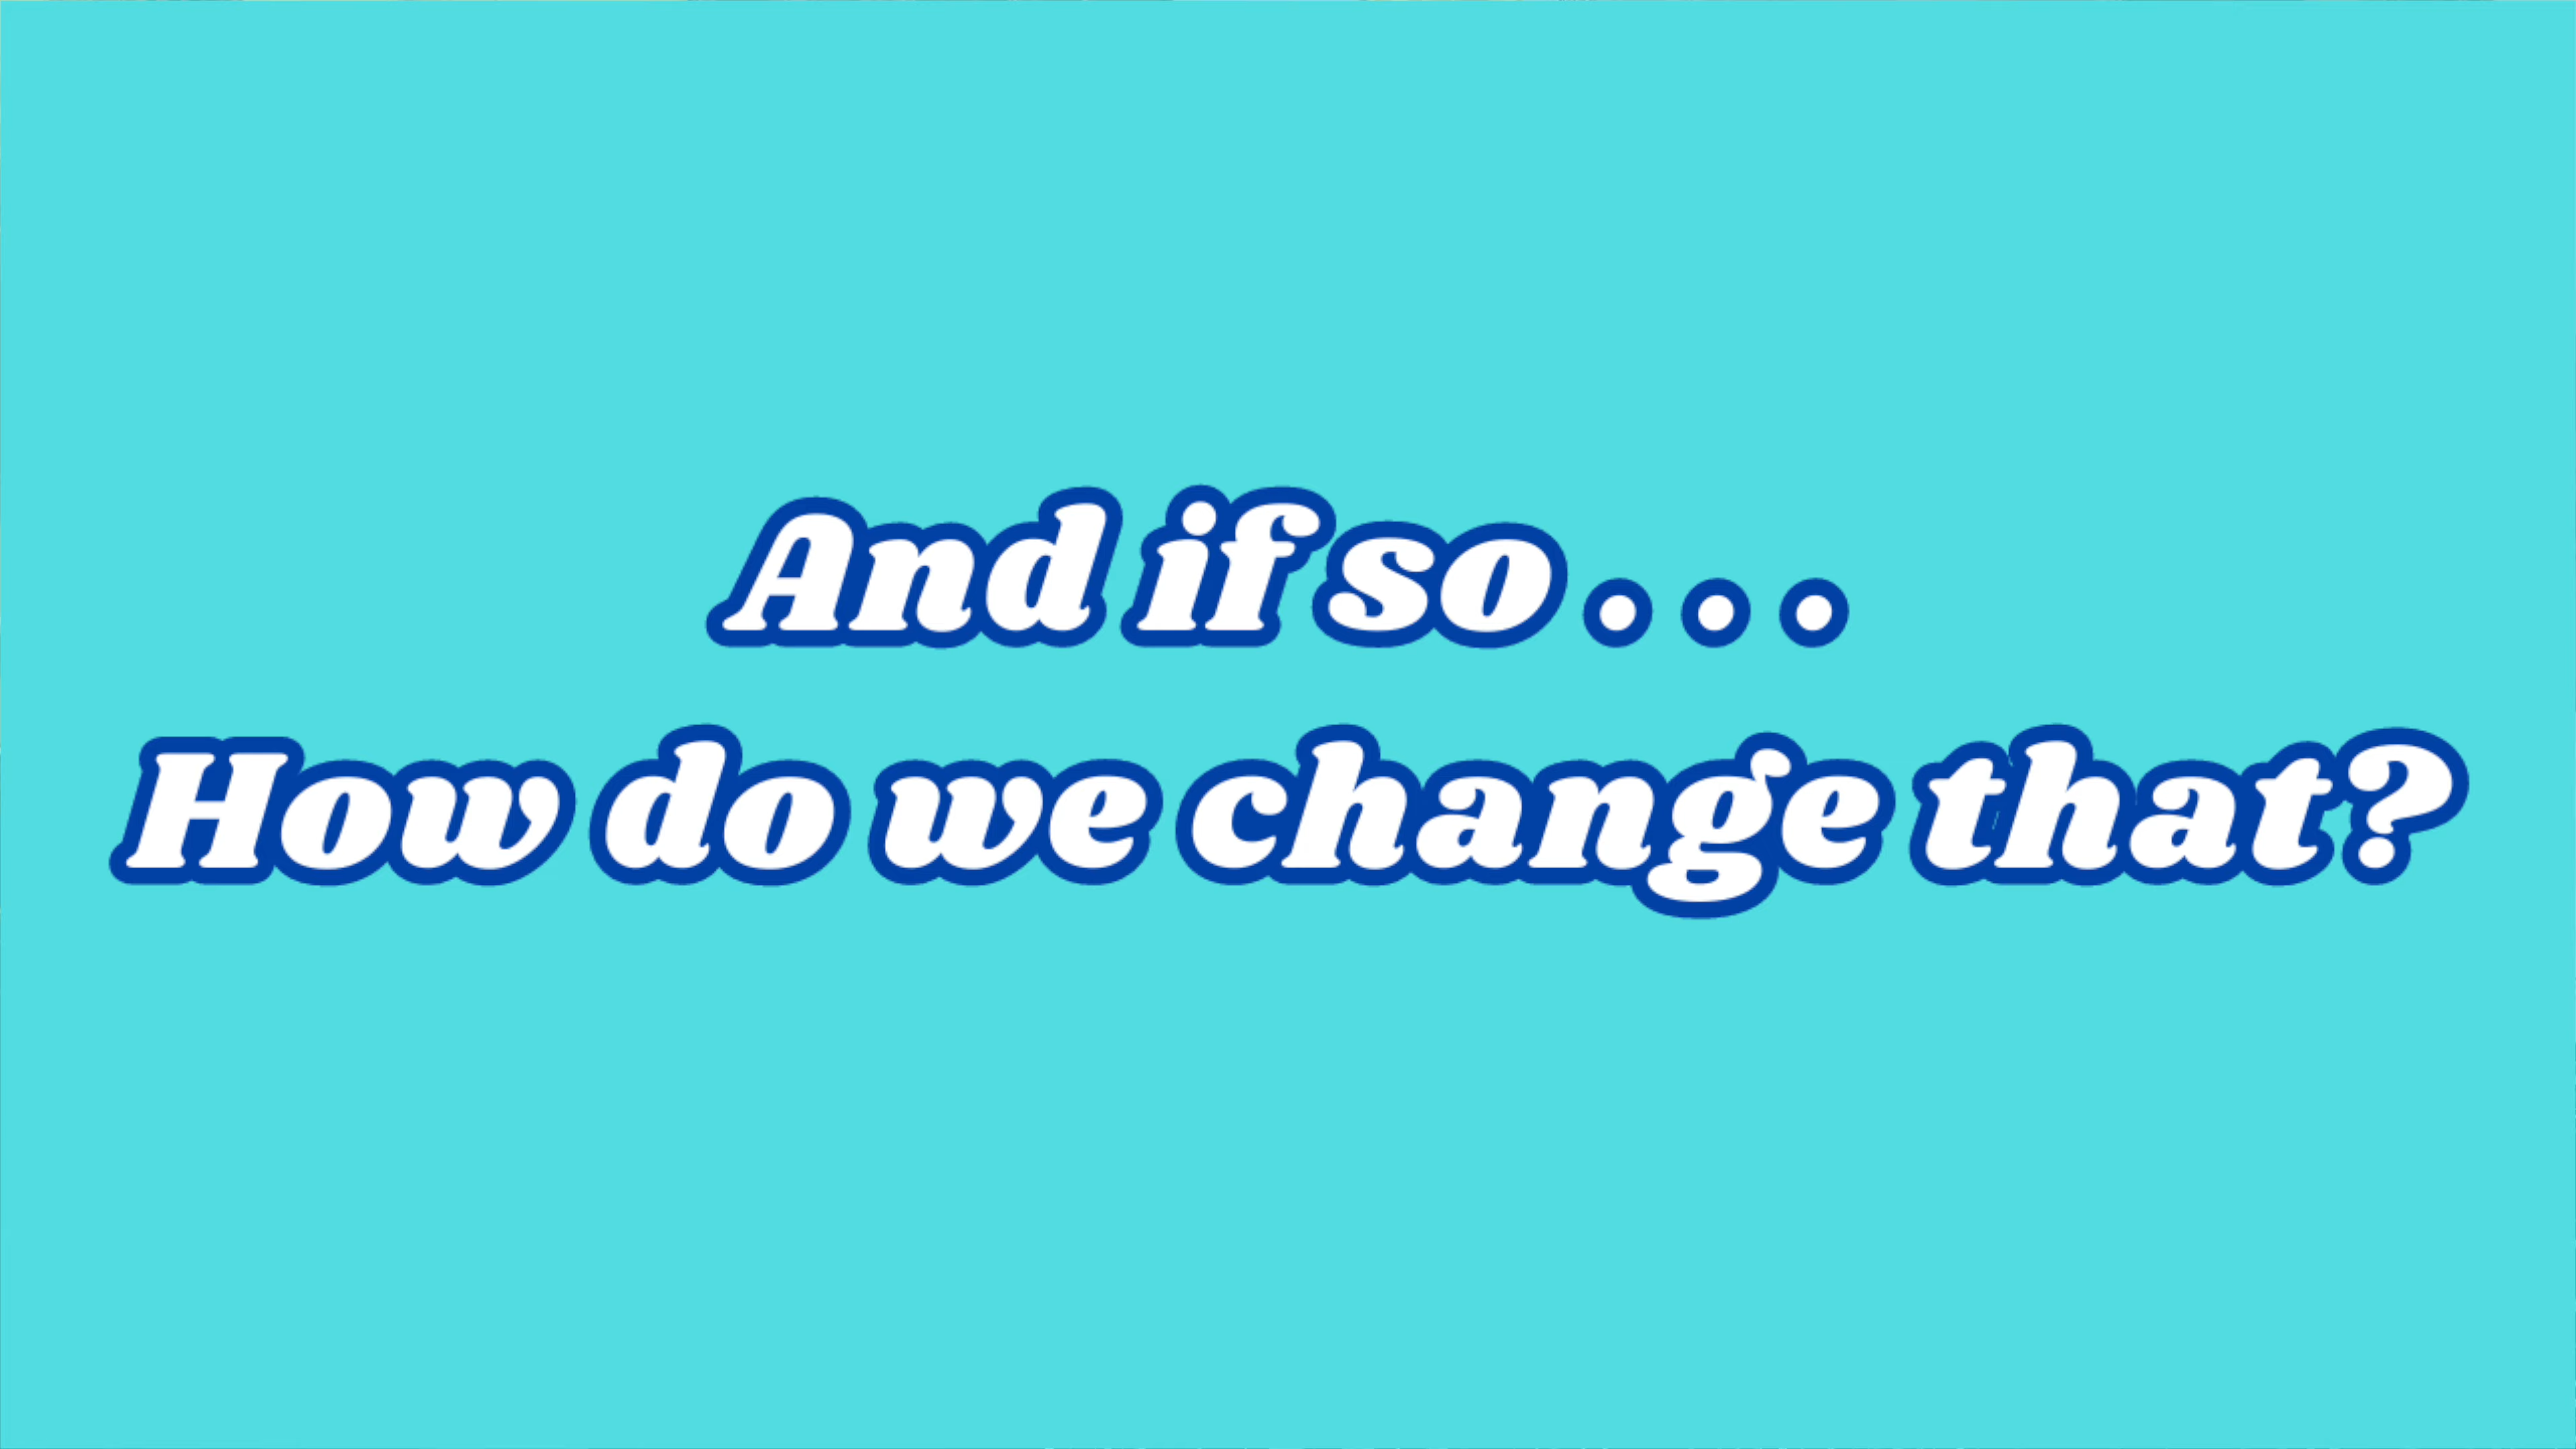 And if so . . .
How do we change that?